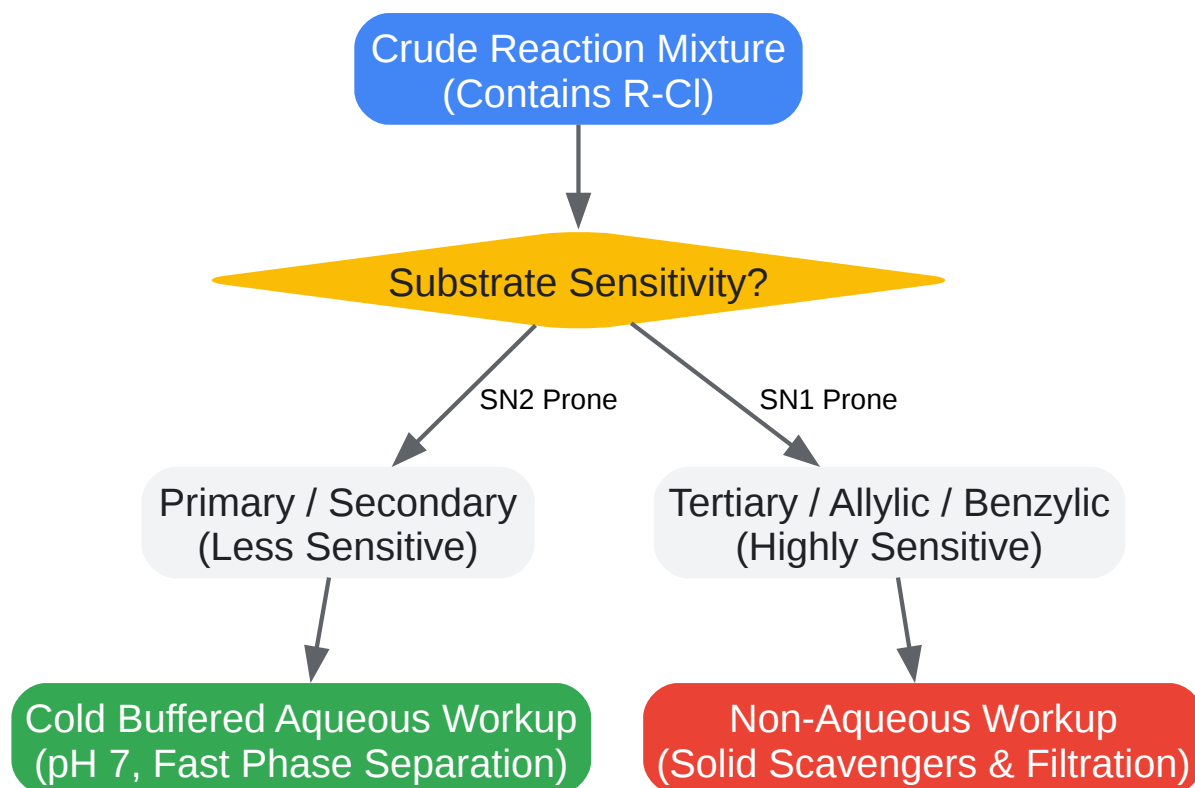 Crude Reaction Mixture
(Contains R-Cl)
Substrate Sensitivity?
SN2 Prone
SN1 Prone
Primary / Secondary
(Less Sensitive)
Tertiary / Allylic / Benzylic
(Highly Sensitive)
Cold Buffered Aqueous Workup
(pH 7, Fast Phase Separation)
Non-Aqueous Workup
(Solid Scavengers & Filtration)